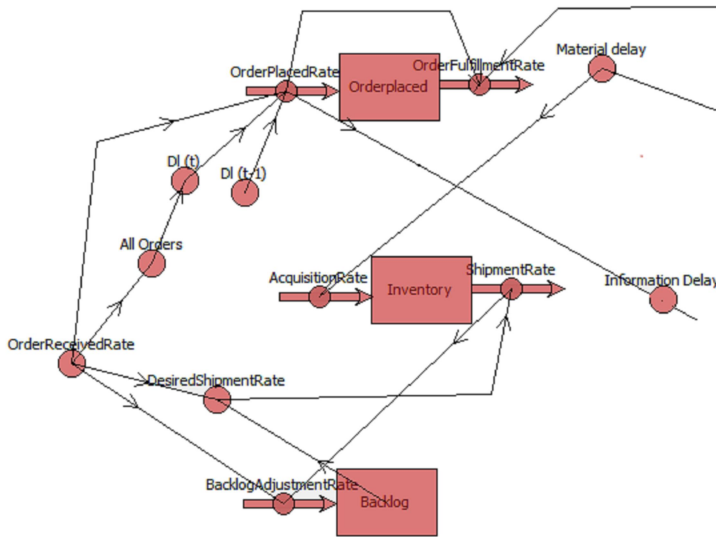 Material delay
OrderPlacedRate
OrderFulfillmentRate
Orderplaced
Dl (t)
Dl (t-1)
All Orders
AcquisitionRate
ShipmentRate
Information Delay
Inventory
OrderReceivedRate
DesiredShipmentRate
BacklogAdjustmentRate
Backlog